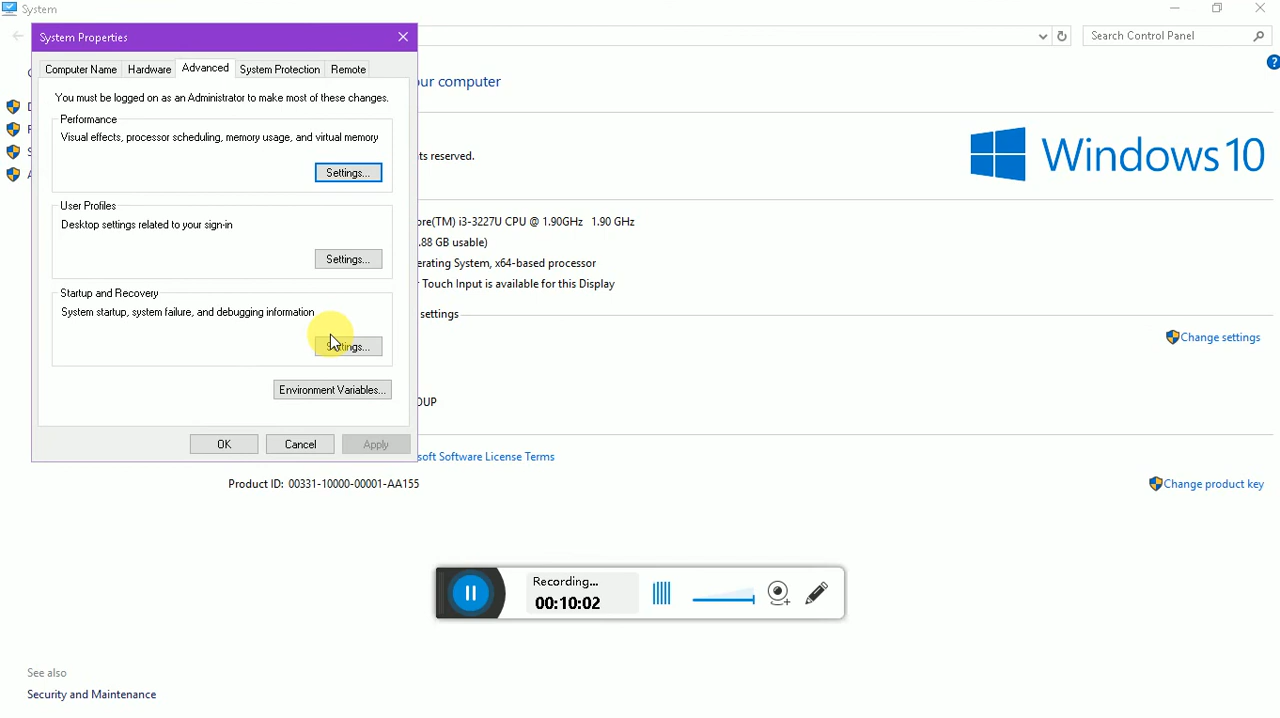 System
System Properties
Search Control Panel
Computer Name
Hardware
Advanced
System Protection
Remote
our computer
You must be logged on as an Administrator to make most of these changes.
Performance
Visual effects, processor scheduling, memory usage, and virtual memory
ts reserved.
Windows 10
Settings...
User Profiles
Desktop settings related to your sign-in
ore(TM) i3-3227U CPU @ 1.90GHz 1.90 GHz
.88 GB usable)
Settings...
erating System, x64-based processor
Touch Input is available for this Display
Startup and Recovery
System startup, system failure, and debugging information
settings
Change settings
Settings...
Environment Variables...
OUP
OK
Cancel
Apply
soft Software License Terms
Product ID: 00331-10000-00001-AA155
Change product key
Recording...
00:10:02
See also
Security and Maintenance